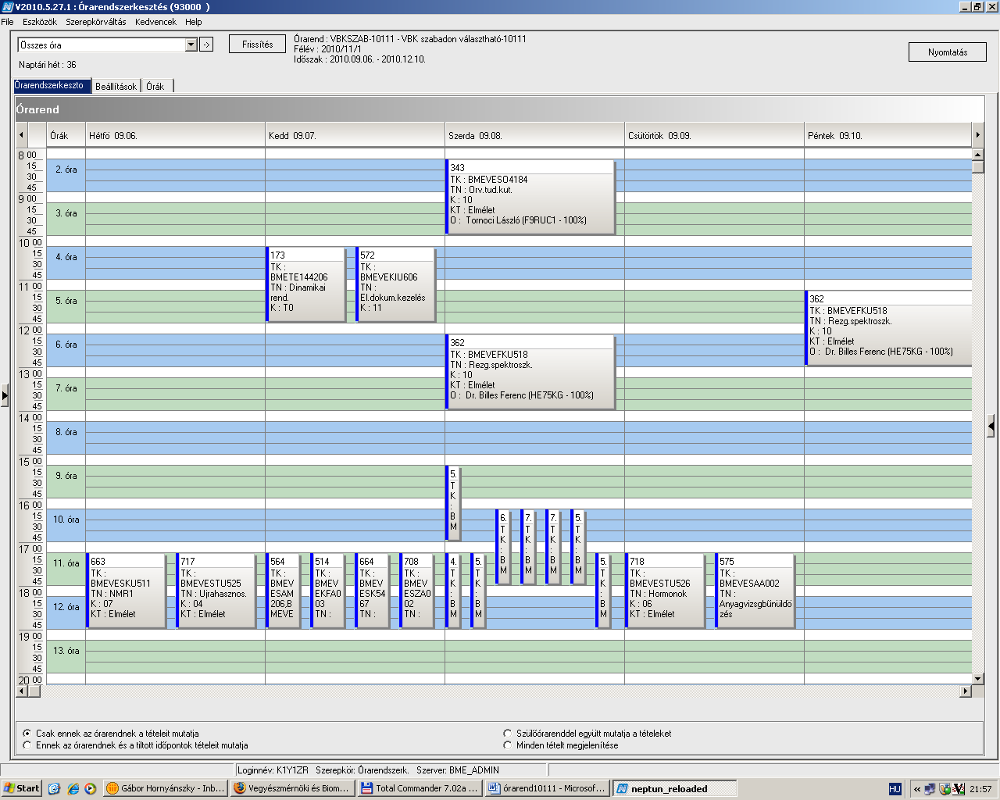 V2010.5.27.1 : Órarendszerkesztés (93000 )
File Eszközök Szerepkörváltás Kedvencek Help
Összes óra
->
Frissítés
Órarend : VBKSZAB-10111 - VBK szabadon választható-10111
Félév : 2010/11/1
Időszak : 2010.09.06. - 2010.12.10.
Nyomtatás
Naptári hét : 36
Órarendszerkeszto Beállítások Órák
Órarend
Órák Hétfő 09.06. Kedd 09.07. Szerda 09.08. Csütörtök 09.09. Péntek 09.10.
8 00
15
30
45
9 00
15
30
45
10 00
15
30
45
11 00
15
30
45
12 00
15
30
45
13 00
15
30
45
14 00
15
30
45
15 00
15
30
45
16 00
15
30
45
17 00
15
30
45
18 00
15
30
45
19 00
15
30
45
20 00
2. óra
3. óra
4. óra
5. óra
6. óra
7. óra
8. óra
9. óra
10. óra
11. óra
12. óra
13. óra
663
TK :
BMEVESKU511
TN : NMR1
K : 07
KT : Elmélet
717
TK :
BMEVESTU525
TN : Ujrahasznos.
K : 04
KT : Elmélet
173
TK :
BMETE144206
TN : Dinamikai
rend.
K : T0
572
TK :
BMEVEKIU606
TN :
El.dokum.kezelés
K : 11
564
TK :
BMEV
ESAM
206,B
MEVE
514
TK :
BMEV
EKFA0
03
TN :
664
TK :
BMEV
ESK54
67
TN :
708
TK :
BMEV
ESZA0
02
TN :
343
TK : BMEVESO4184
TN : Orv.tud.kut.
K : 10
KT : Elmélet
O : Tornoci László (F9RUC1 - 100%)
362
TK : BMEVEFKU518
TN : Rezg.spektroszk.
K : 10
KT : Elmélet
O : Dr. Billes Ferenc (HE75KG - 100%)
5.
T
K
:
B
M
6.
T
K
:
B
M
7.
T
K
:
B
M
7.
T
K
:
B
M
5.
T
K
:
B
M
4.
T
K
:
B
M
5.
T
K
:
B
M
5.
T
K
:
B
M
718
TK :
BMEVESTU526
TN : Hormonok
K : 06
KT : Elmélet
575
TK :
BMEVESAA002
TN :
Anyagvizsgbűnüldö
zés
362
TK : BMEVEFKU518
TN : Rezg.spektroszk.
K : 10
KT : Elmélet
O : Dr. Billes Ferenc (HE75KG - 100%)
Csak ennek az órarendnek a tételeit mutatja
Ennek az órarendnek és a tiltott időpontok tételeit mutatja
Szülőórarenddel együtt mutatja a tételeket
Minden tételt megjelenítése
Loginnév: K1Y1ZR Szerepkör: Órarendszerk. Szerver: BME_ADMIN
Start
Gábor Hornyánszky - Inb...
Vegyészmérnöki és Biom...
Total Commander 7.02a ...
órarend10111 - Microsof...
neptun_reloaded
HU
«
21:57